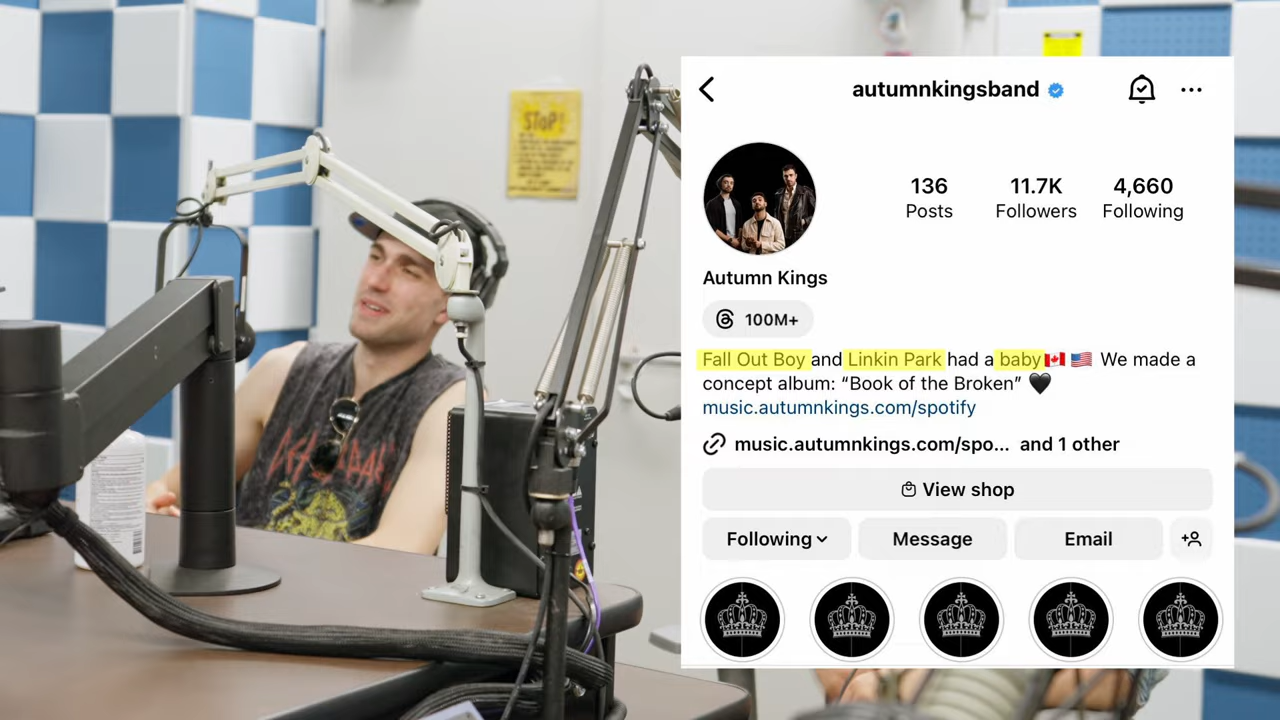 STOP!
autumnkingsband
136
11.7K
4,660
Posts
Followers
Following
Autumn Kings
100M+
Fall Out Boy and Linkin Park had a baby🇨🇦 🇺🇸 We made a
concept album: “Book of the Broken” 🖤
music.autumnkings.com/spotify
music.autumnkings.com/spo... and 1 other
View shop
Following
Message
Email